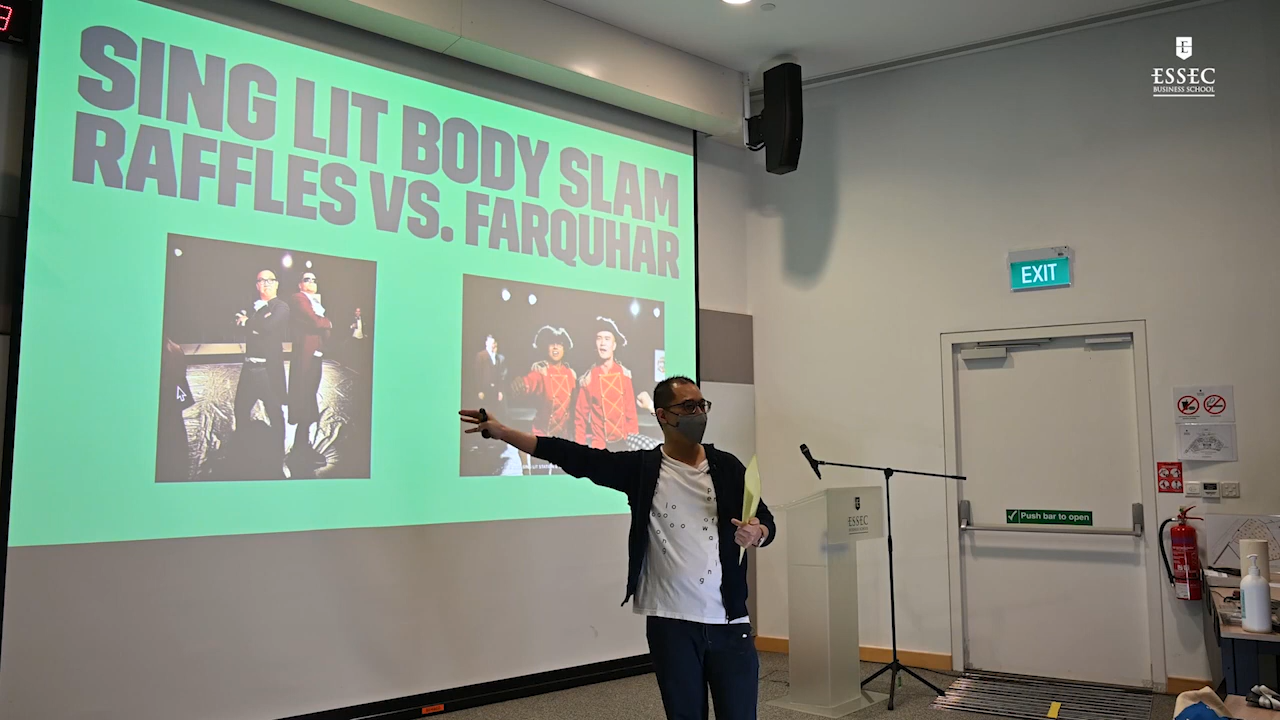 SING LIT BODY SLAM
RAFFLES VS. FARQUHAR
ESSEC
BUSINESS SCHOOL
EXIT
Push bar to open
ESSEC